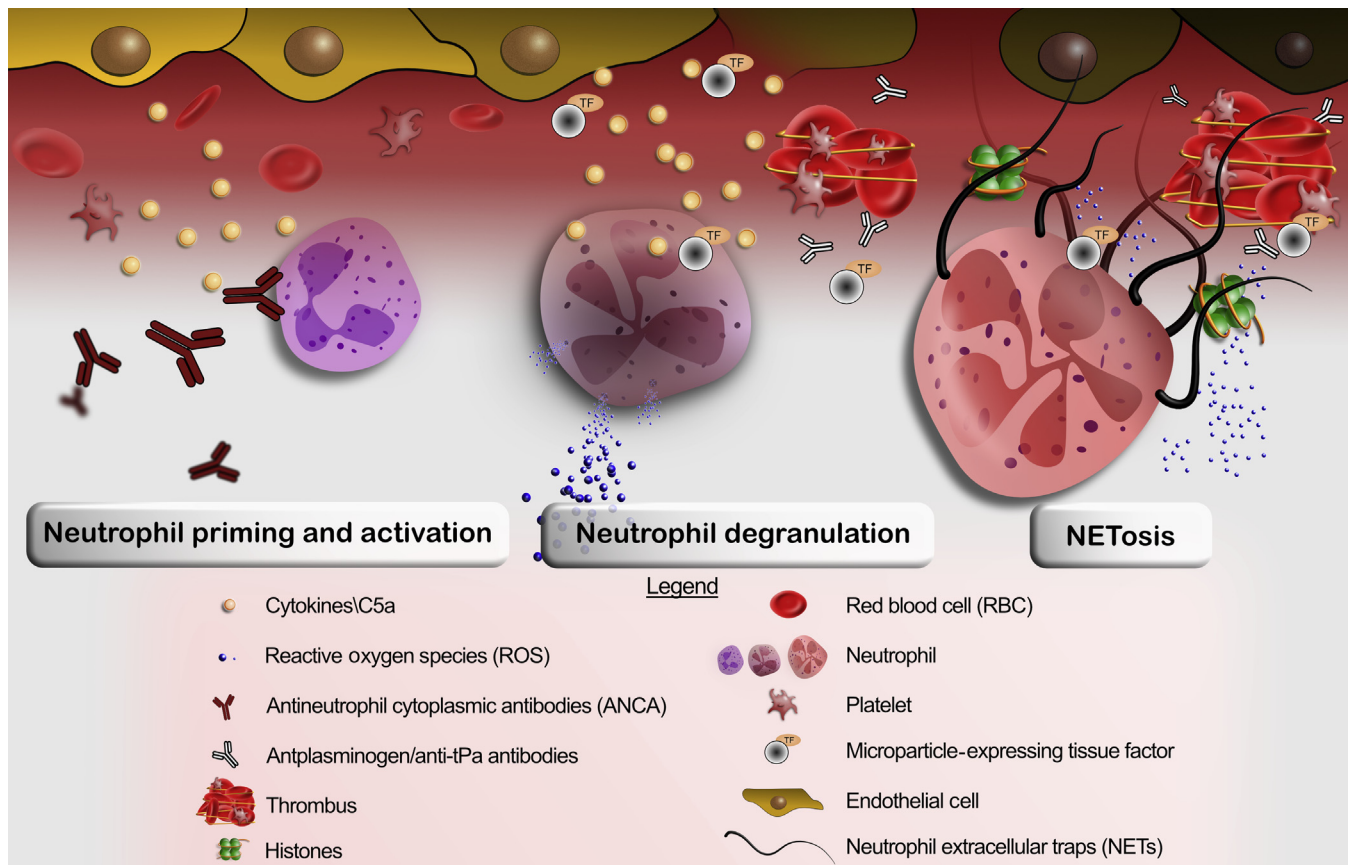 TF
TF
TF
TF
TF
TF
Neutrophil priming and activation
Neutrophil degranulation
NETosis
Legend
Cytokines\C5a
Reactive oxygen species (ROS)
Antineutrophil cytoplasmic antibodies (ANCA)
Antplasminogen/anti-tPa antibodies
Thrombus
Histones
Red blood cell (RBC)
Neutrophil
Platelet
TF
Microparticle-expressing tissue factor
Endothelial cell
Neutrophil extracellular traps (NETs)